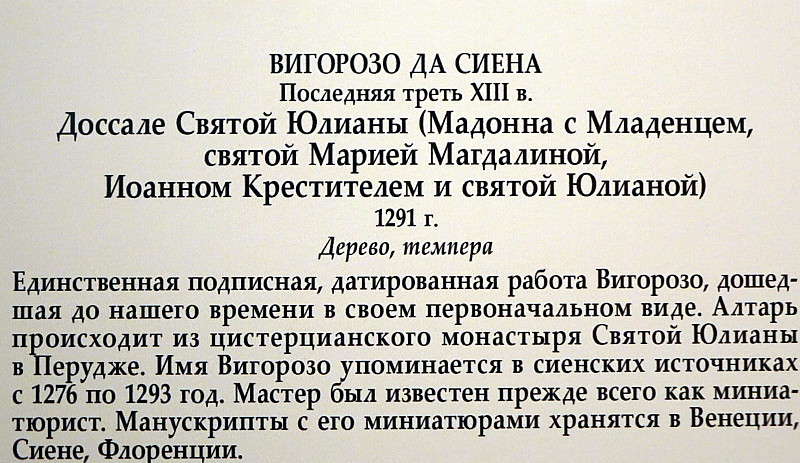 ВИГОРОЗО ДА СИЕНА
Последняя треть XIII в.
Доссале Святой Юлианы (Мадонна с Младенцем,
святой Марией Магдалиной,
Иоанном Крестителем и святой Юлианой)
1291 г.
Дерево, темпера
Единственная подписная, датированная работа Вигорозо, дошед-
шая до нашего времени в своем первоначальном виде. Алтарь
происходит из цистерцианского монастыря Святой Юлианы
в Перудже. Имя Вигорозо упоминается в сиенских источниках
с 1276 по 1293 год. Мастер был известен прежде всего как миниа-
тюрист. Манускрипты с его миниатюрами хранятся в Венеции,
Сиене, Флоренции.